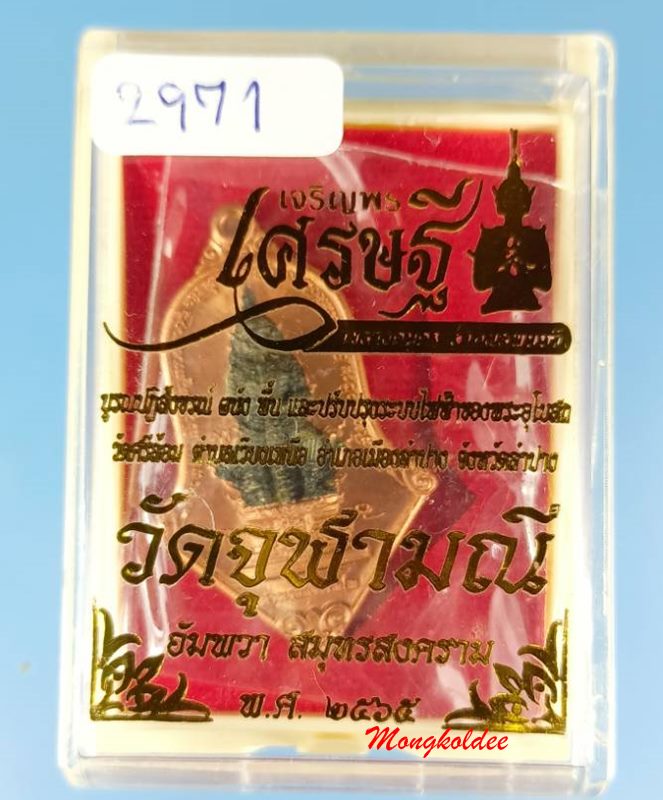 2971
เจริญพร
เศรษฐี
บูรณปฏิสังขรณ์ ผนัง พื้น และปรับปรุงระบบไฟฟ้าของพระอุโบสถ
วัดศรีล้อม ตำบลเวียงเหนือ อำเภอเมืองลำปาง จังหวัดลำปาง
วัดจุฬามณี
อัมพวา สมุทรสงคราม
พ.ศ. ๒๕๖๕
Mongkoldee